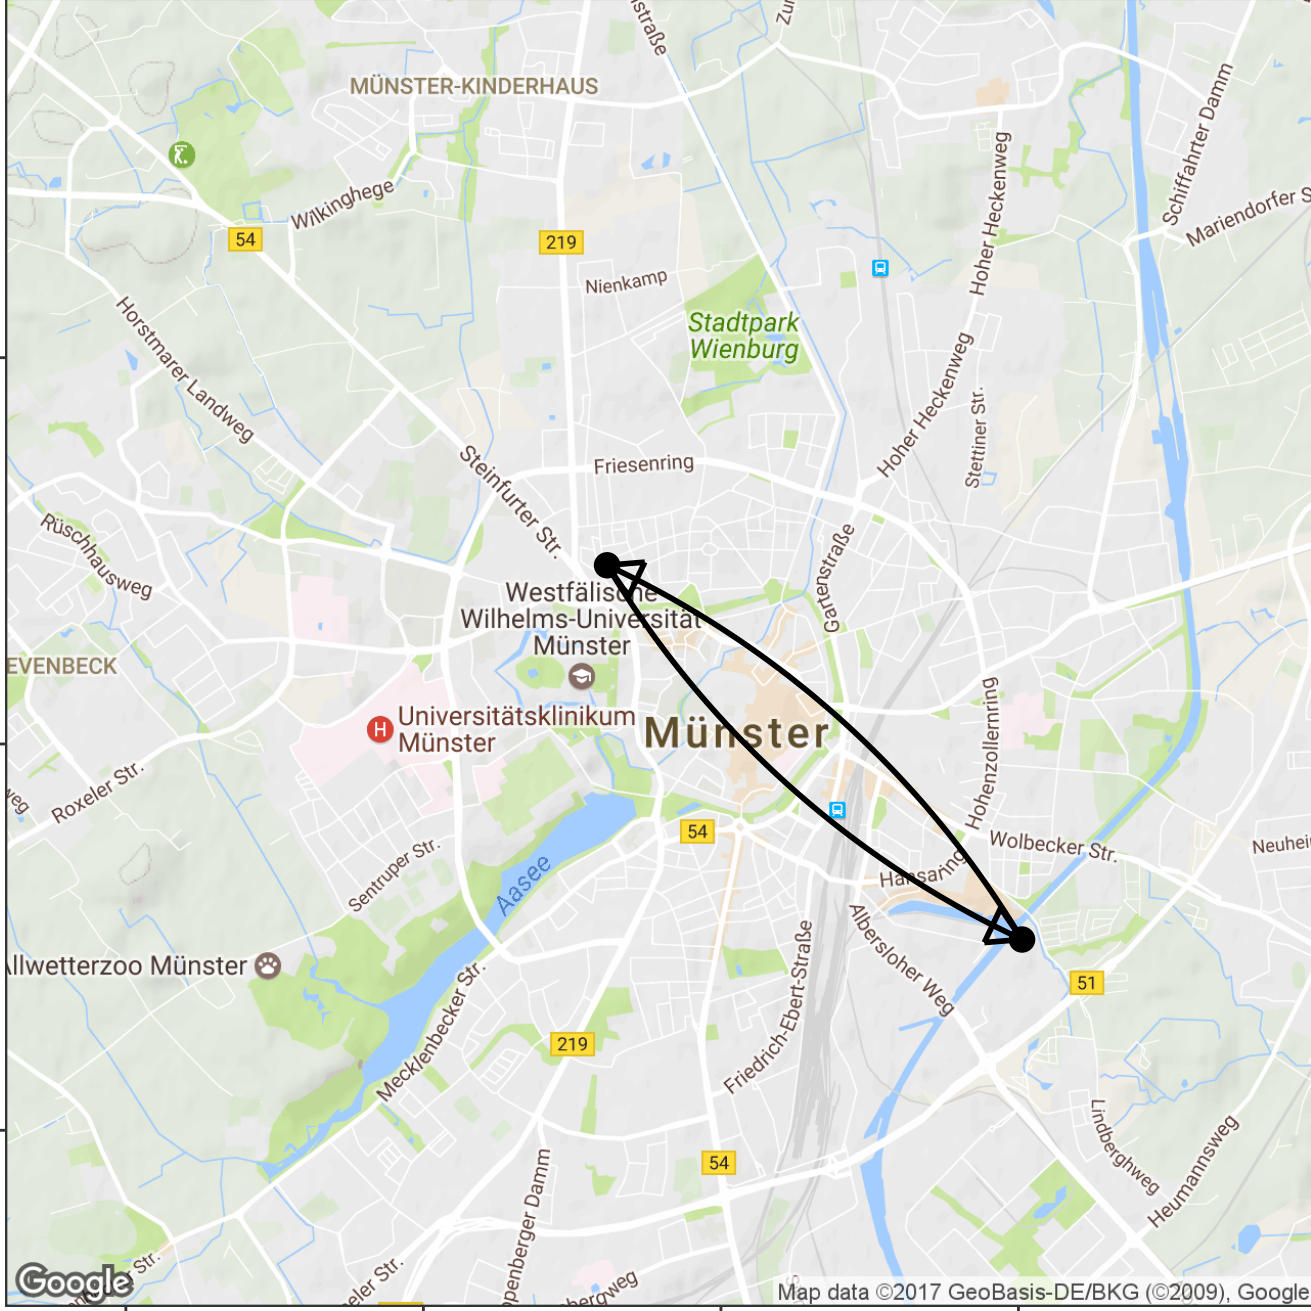 MÜNSTER-KINDERHAUS
Schiffahrter Damm
Hoher Heckenweg
Wilkinghege
Mariendorfer S
54
219
Nienkamp
Stadtpark
Wienburg
Horstmarer Landweg
Hoher Heckenweg
Stettiner Str.
Steinfurter Str.
Friesenring
Rüschhausweg
Gartenstraße
Westfälische
Wilhelms-Universität
Münster
EVENBECK
Universitätsklinikum
Münster
H
Münster
Hohenzollernring
Roxeler Str.
weg
54
Wolbecker Str.
Neuhei
Sentruper Str.
Hansaring
Aasee
Albersloher Weg
Friedrich-Ebert-Straße
Allwetterzoo Münster
51
Mecklenbecker Str.
219
Lindberghweg
Heumannsweg
54
Str.
Google
Map data ©2017 GeoBasis-DE/BKG (©2009), Google